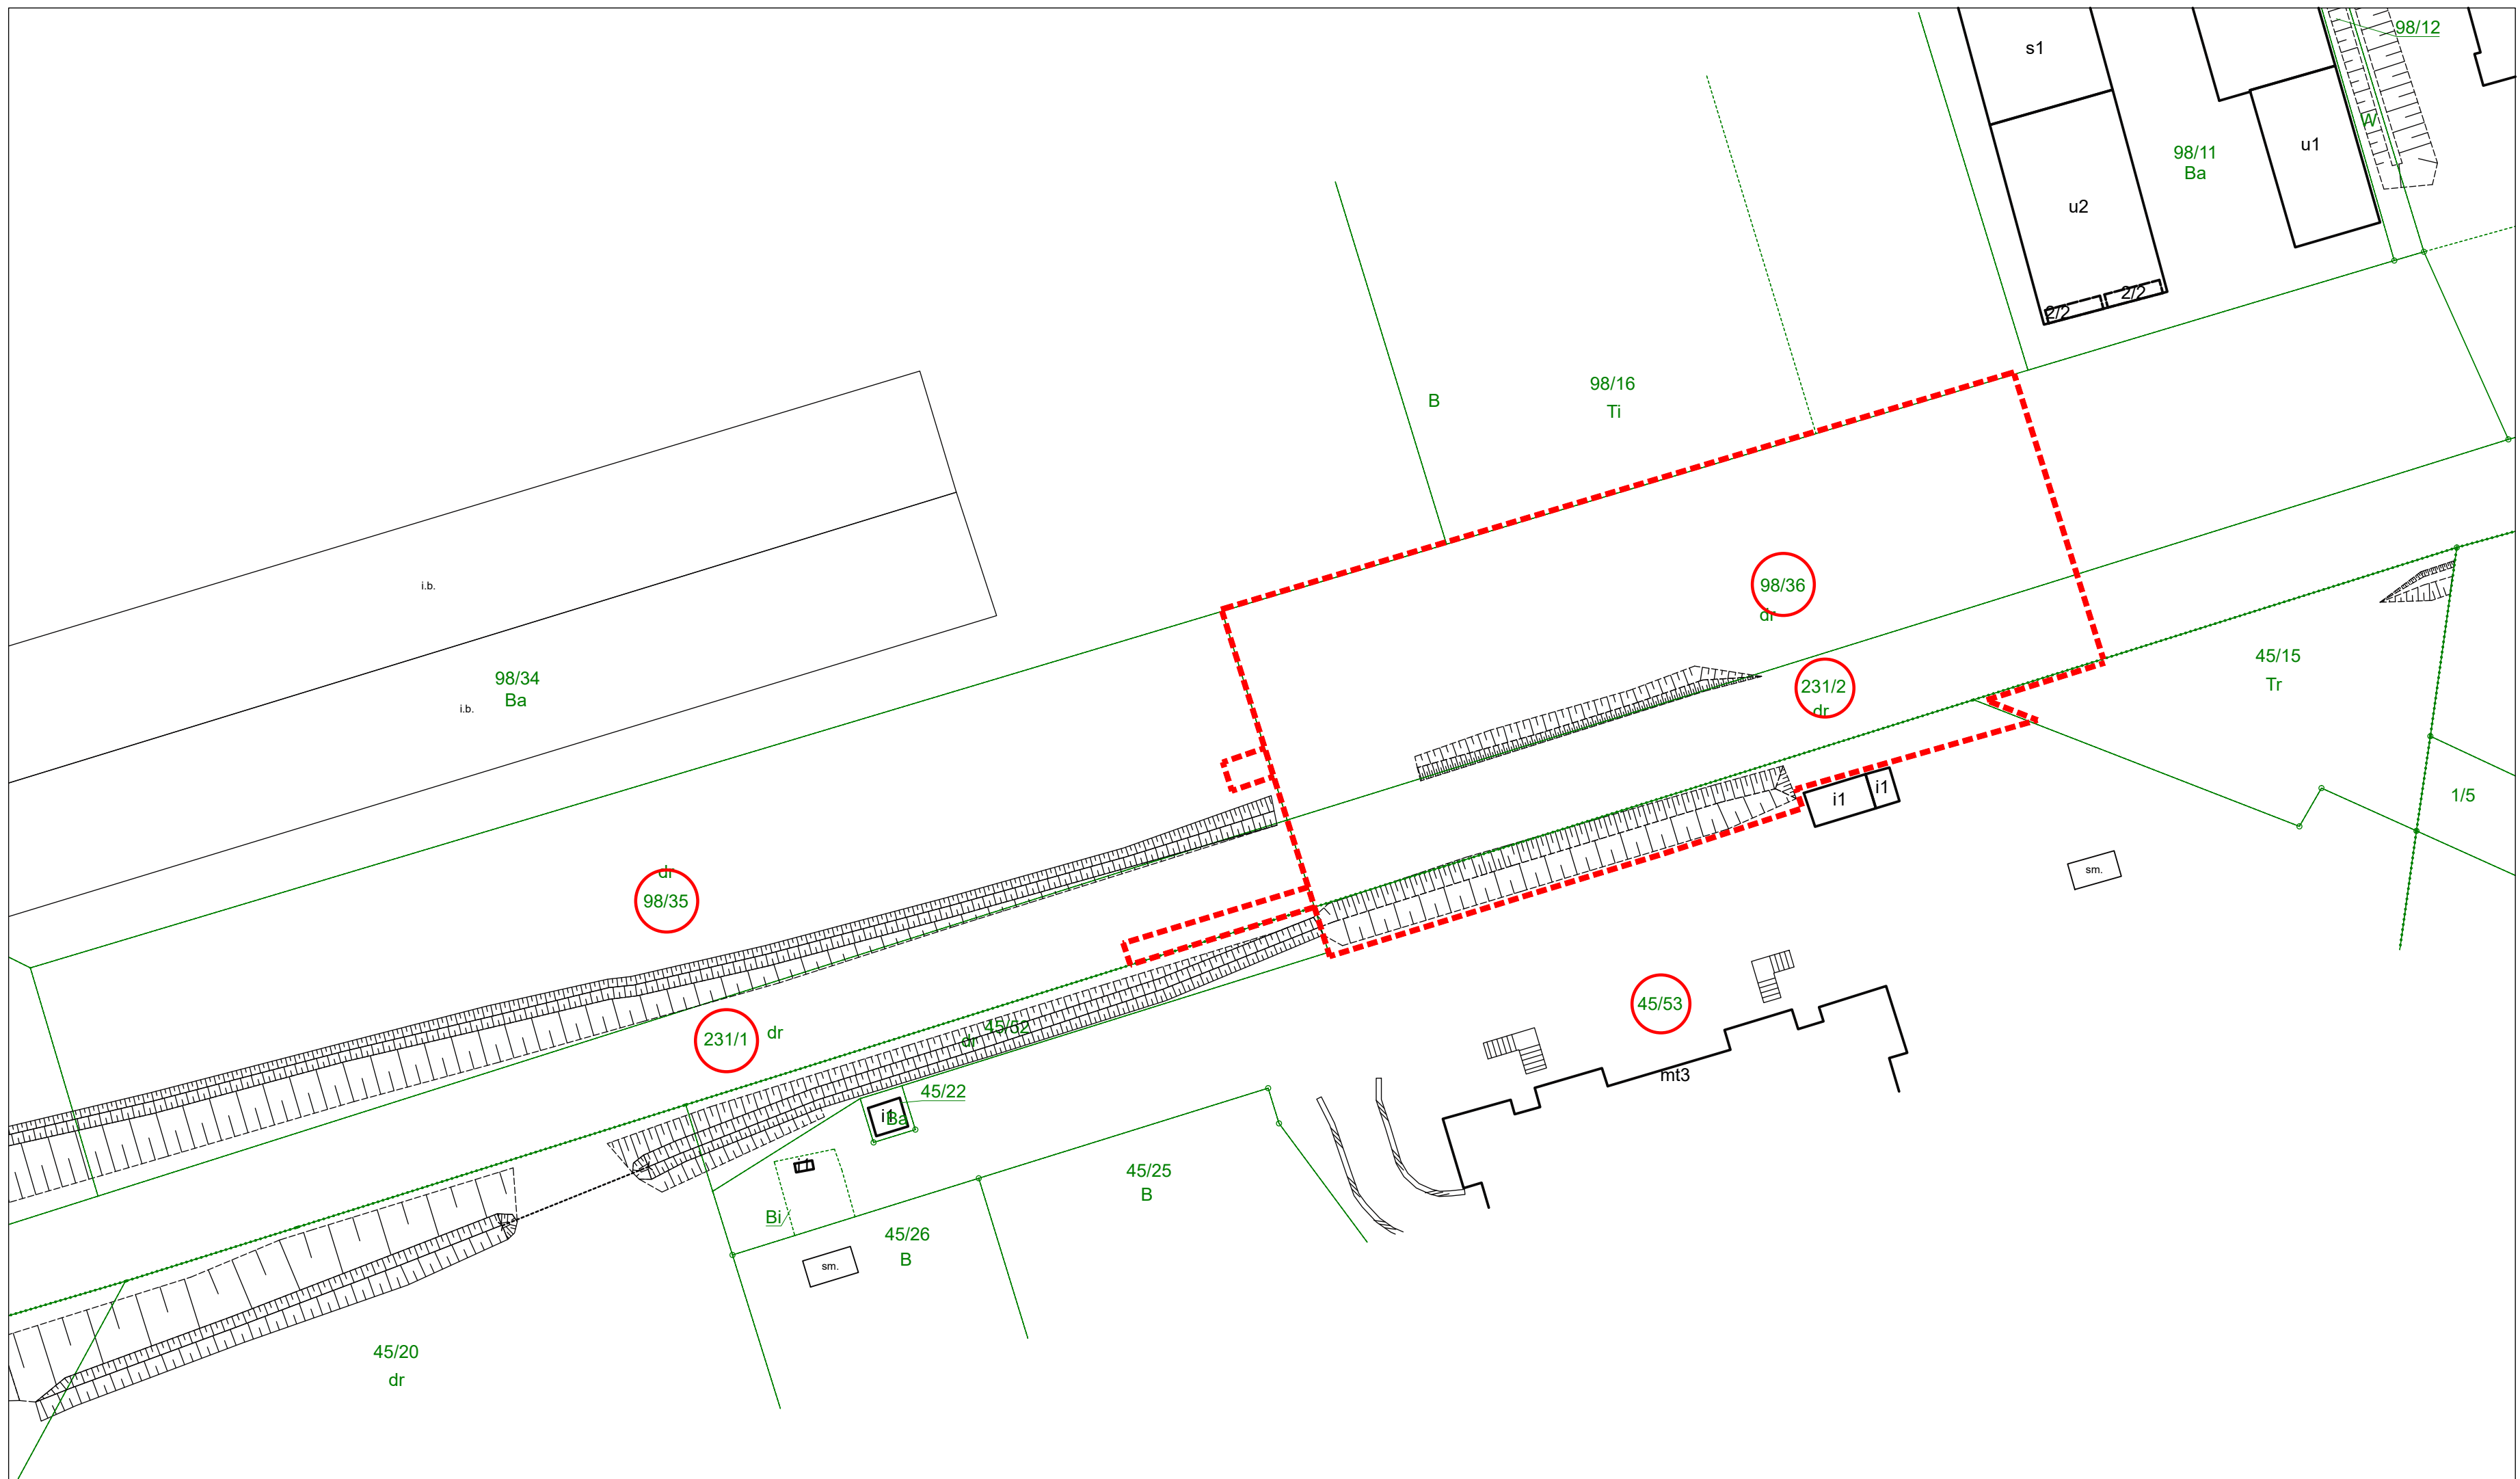 98/12
s1
W
98/11
Ba
u1
u2
2/2
2/2
98/16
Ti
B
i.b.
98/36
dr
98/34
Ba
i.b.
45/15
Tr
231/2
dr
i1
i1
1/5
dr
98/35
sm.
45/53
45/52
dr
231/1
dr
mt3
45/22
i1
Ba
45/25
B
Bi
45/26
B
sm.
45/20
dr